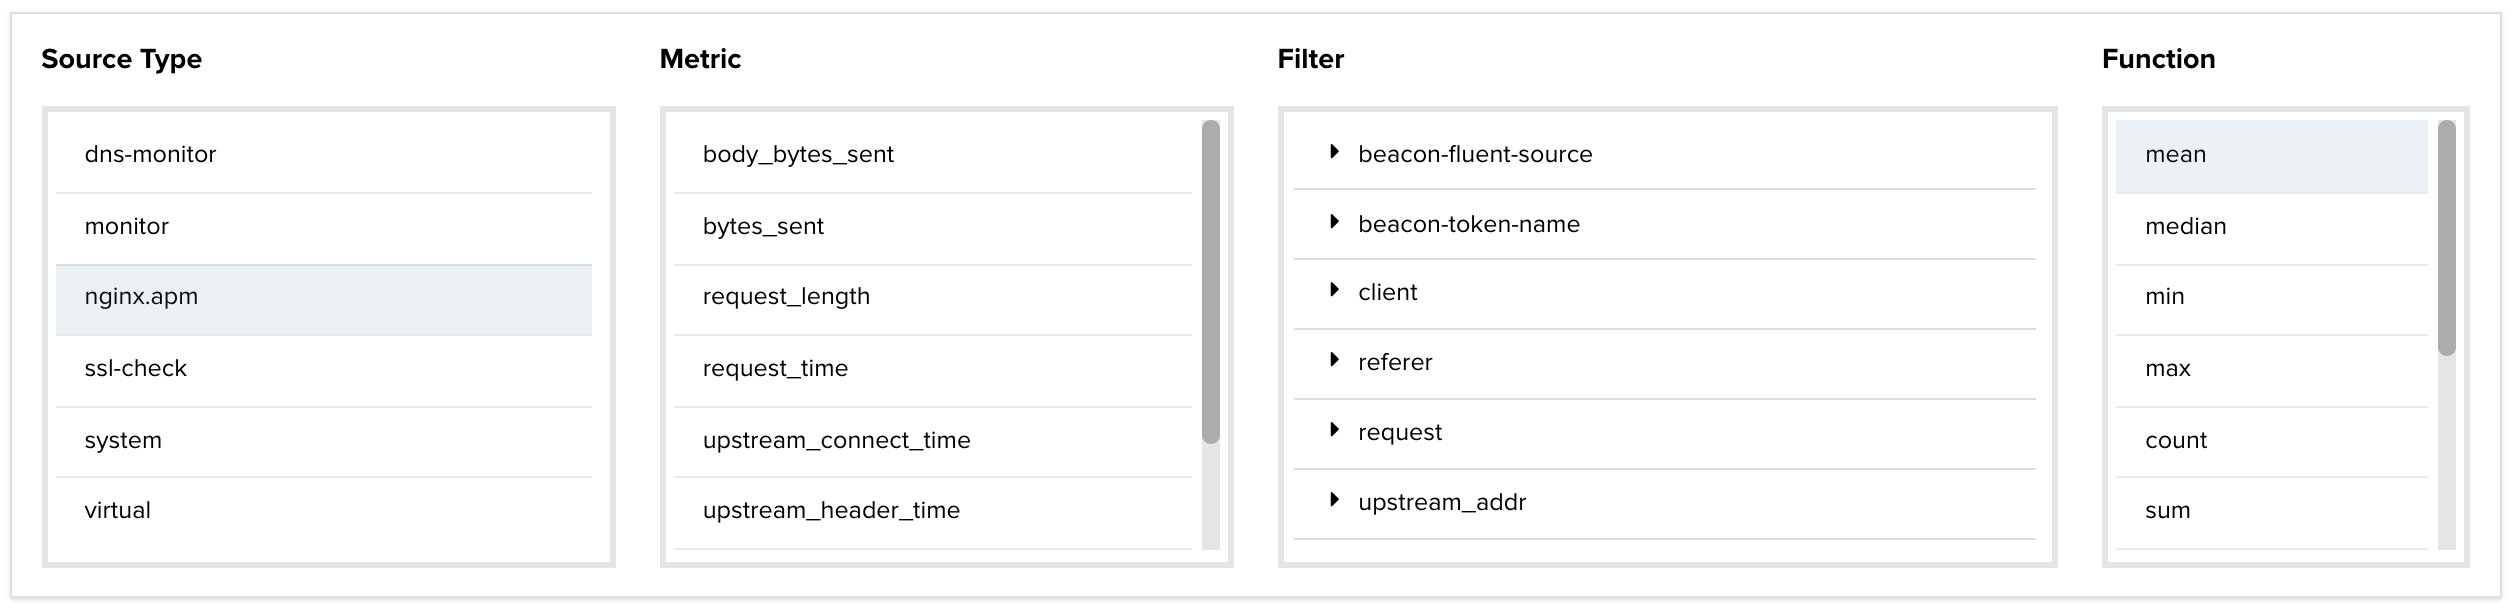 Source Type
dns-monitor
monitor
nginx.apm
ssl-check
system
virtual
Metric
body_bytes_sent
bytes_sent
request_length
request_time
upstream_connect_time
upstream_header_time
Filter
beacon-fluent-source
beacon-token-name
client
referer
request
upstream_addr
Function
mean
median
min
max
count
sum